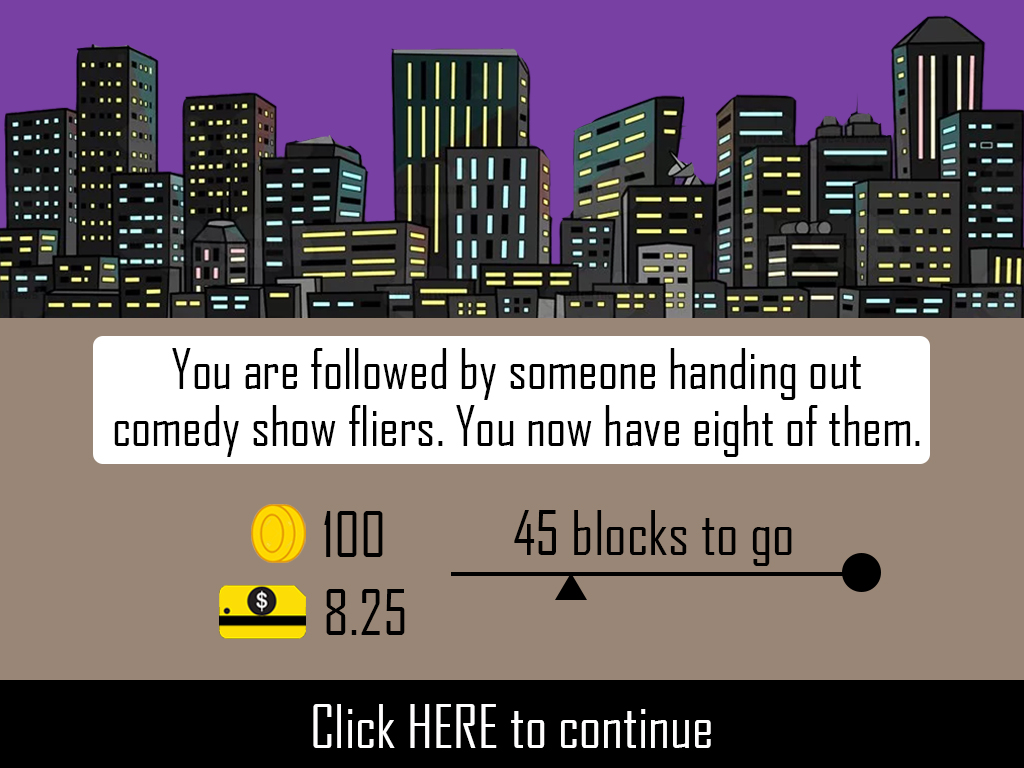 You are followed by someone handing out
comedy show fliers. You now have eight of them.
100
45 blocks to go
$
8.25
Click HERE to continue